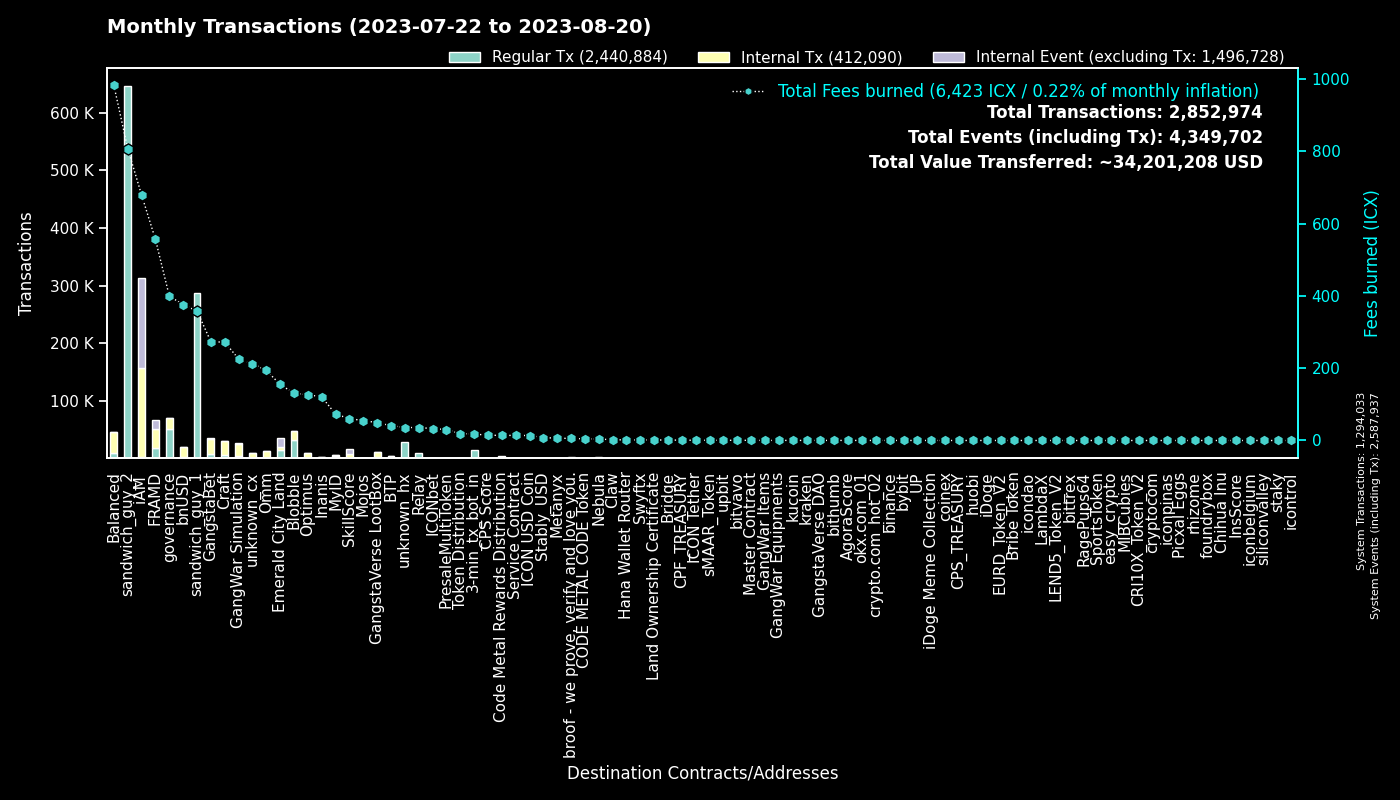 Monthly Transactions (2023-07-22 to 2023-08-20)
Regular Tx (2,440,884)
Internal Tx (412,090)
Internal Event (excluding Tx: 1,496,728)
Total Fees burned (6,423 ICX / 0.22% of monthly inflation)
Total Transactions: 2,852,974
Total Events (including Tx): 4,349,702
Total Value Transferred: ~34,201,208 USD
Transactions
600 K
500 K
400 K
300 K
200 K
100 K
1000
800
600
400
200
0
Fees burned (ICX)
System Transactions: 1,294,033
System Events (including Tx): 2,587,937
Balanced
sandwich_guy_2
IAM
FRAMD
governance
bnUSD
sandwich_guy_1
GangstaBet
Craft
GangWar Simulation
unknown_cx
Omm
Emerald City Land
Blobble
Optimus
Inanis
MyID
SkillScore
Mojos
GangstaVerse LootBox
BTP
unknown_hx
Relay
ICONbet
PresaleMultiToken
Token Distribution
3-min_tx_bot_in
CPS Score
Code Metal Rewards Distribution
Service Contract
ICON USD Coin
Stably_USD
Metanyx
broof - we prove, verify and love you.
CODE METAL CODE Token
Nebula
Claw
Hana Wallet Router
Swyftx
Land Ownership Certificate
Bridge
CPF_TREASURY
ICON Tether
sMAAR_Token
upbit
bitvavo
Master Contract
GangWar Items
GangWar Equipments
kucoin
kraken
GangstaVerse DAO
bithumb
AgoraScore
okx.com_01
crypto.com_hot_02
binance
bybit
UP
iDoge Meme Collection
coinex
CPS_TREASURY
huobi
iDoge
EURD_Token_V2
Bribe Token
icondao
LambdaX
LEND5_Token_V2
bittrex
RagePups64
SportsToken
easy_crypto
MIBCubies
CRI10X_Token_V2
cryptocom
iconpinas
Picxal Eggs
rhizome
foundrybox
Chihua Inu
InsScore
iconbelgium
siliconvalley
staky
icontrol
Destination Contracts/Addresses